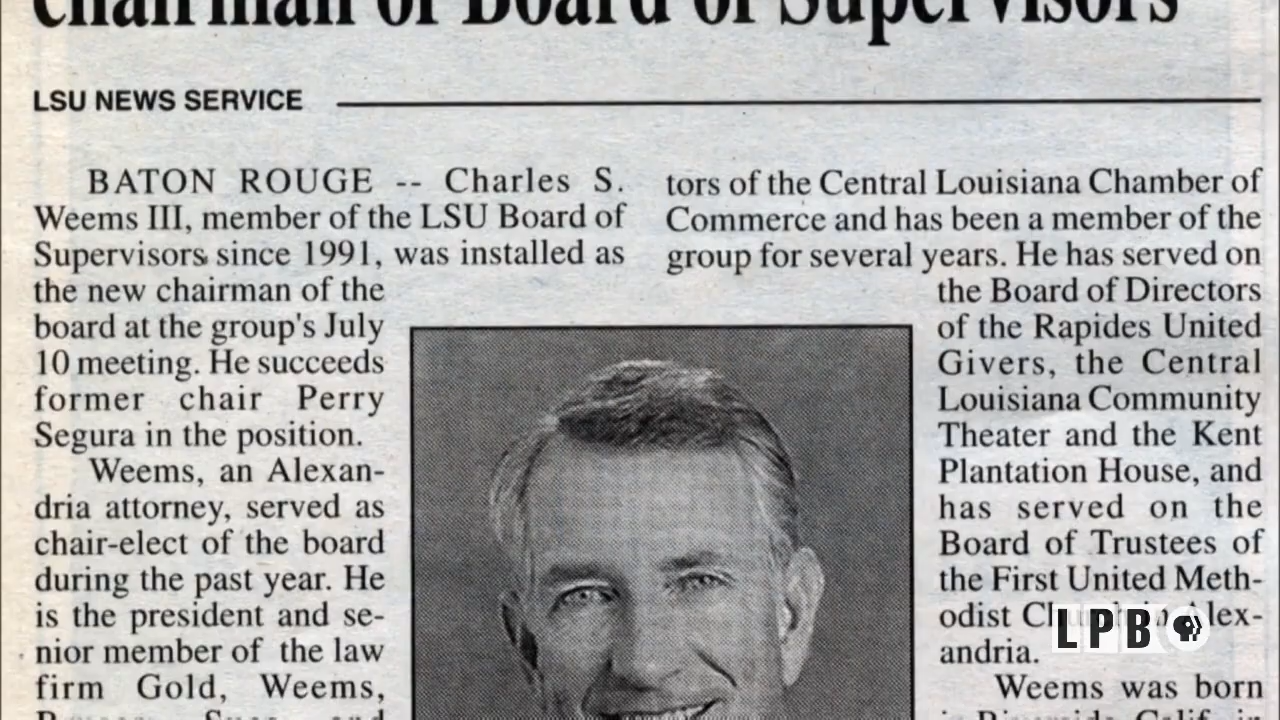 chairman of Board of Supervisors
LSU NEWS SERVICE
BATON ROUGE -- Charles S.
Weems III, member of the LSU Board of
Supervisors since 1991, was installed as
the new chairman of the
board at the group's July
10 meeting. He succeeds
former chair Perry
Segura in the position.
Weems, an Alexan-
dria attorney, served as
chair-elect of the board
during the past year. He
is the president and se-
nior member of the law
firm Gold, Weems,
tors of the Central Louisiana Chamber of
Commerce and has been a member of the
group for several years. He has served on
the Board of Directors
of the Rapides United
Givers, the Central
Louisiana Community
Theater and the Kent
Plantation House, and
has served on the
Board of Trustees of
the First United Meth-
odist Church in Alex-
andria.
Weems was born
LPB